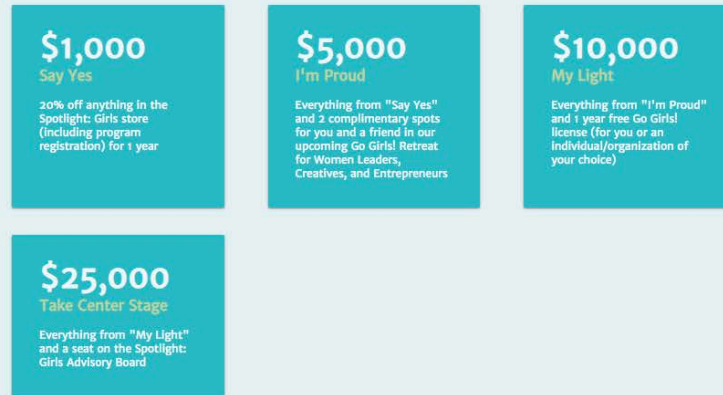 $1,000
Say Yes
20% off anything in the
Spotlight: Girls store
(including program
registration) for 1 year
$5,000
I'm Proud
Everything from "Say Yes"
and 2 complimentary spots
for you and a friend in our
upcoming Go Girls! Retreat
for Women Leaders,
Creatives, and Entrepreneurs
$10,000
My Light
Everything from "I'm Proud"
and 1 year free Go Girls!
license (for you or an
individual/organization of
your choice)
$25,000
Take Center Stage
Everything from "My Light"
and a seat on the Spotlight:
Girls Advisory Board